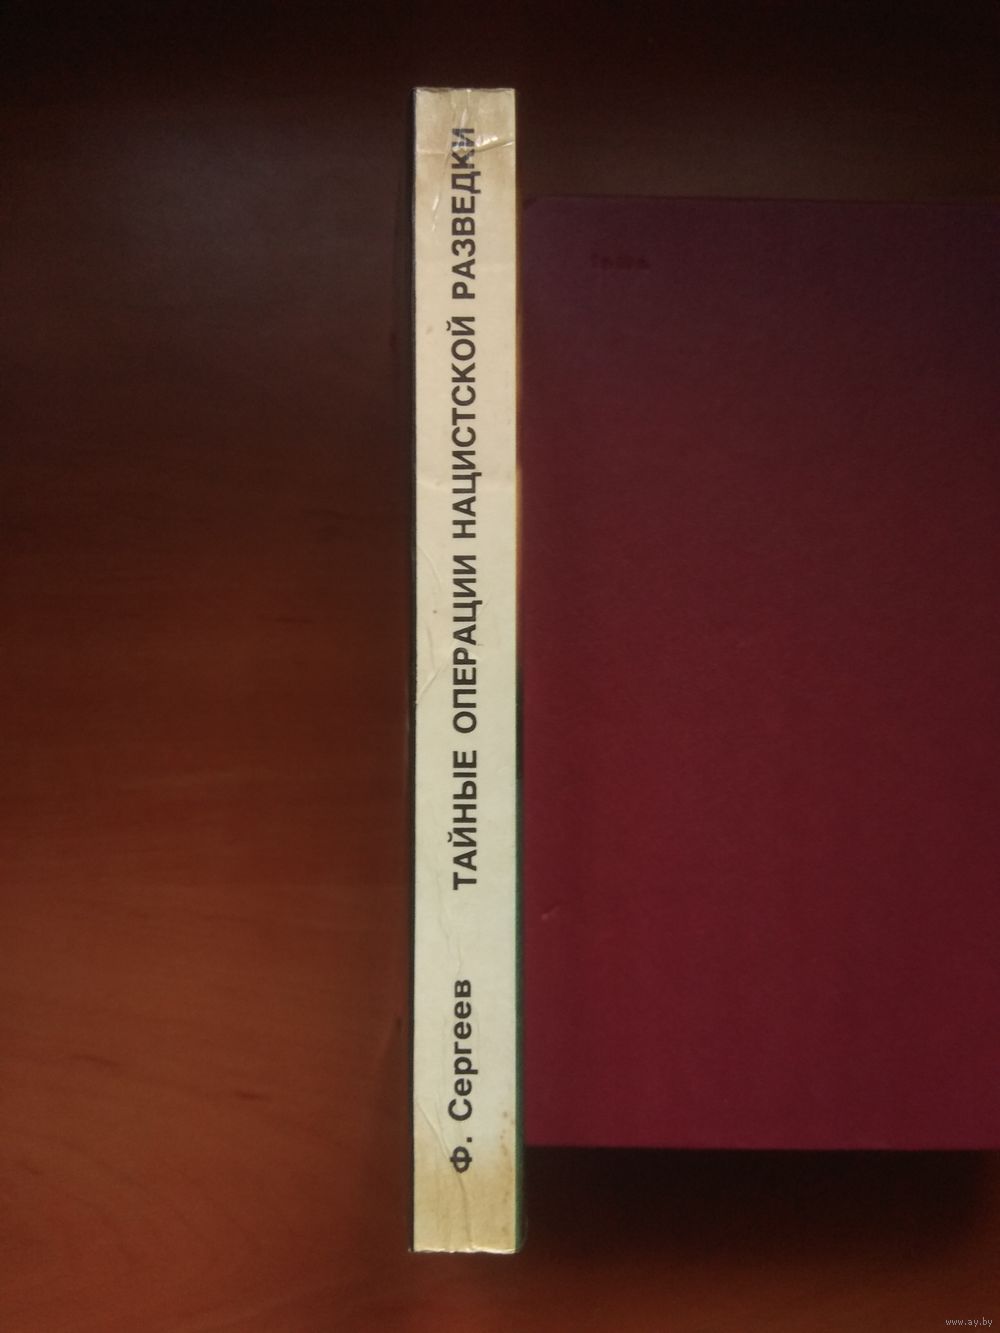 Ф. Сергеев ТАЙНЫЕ ОПЕРАЦИИ НАЦИСТСКОЙ РАЗВЕДКИ
www.ay.by